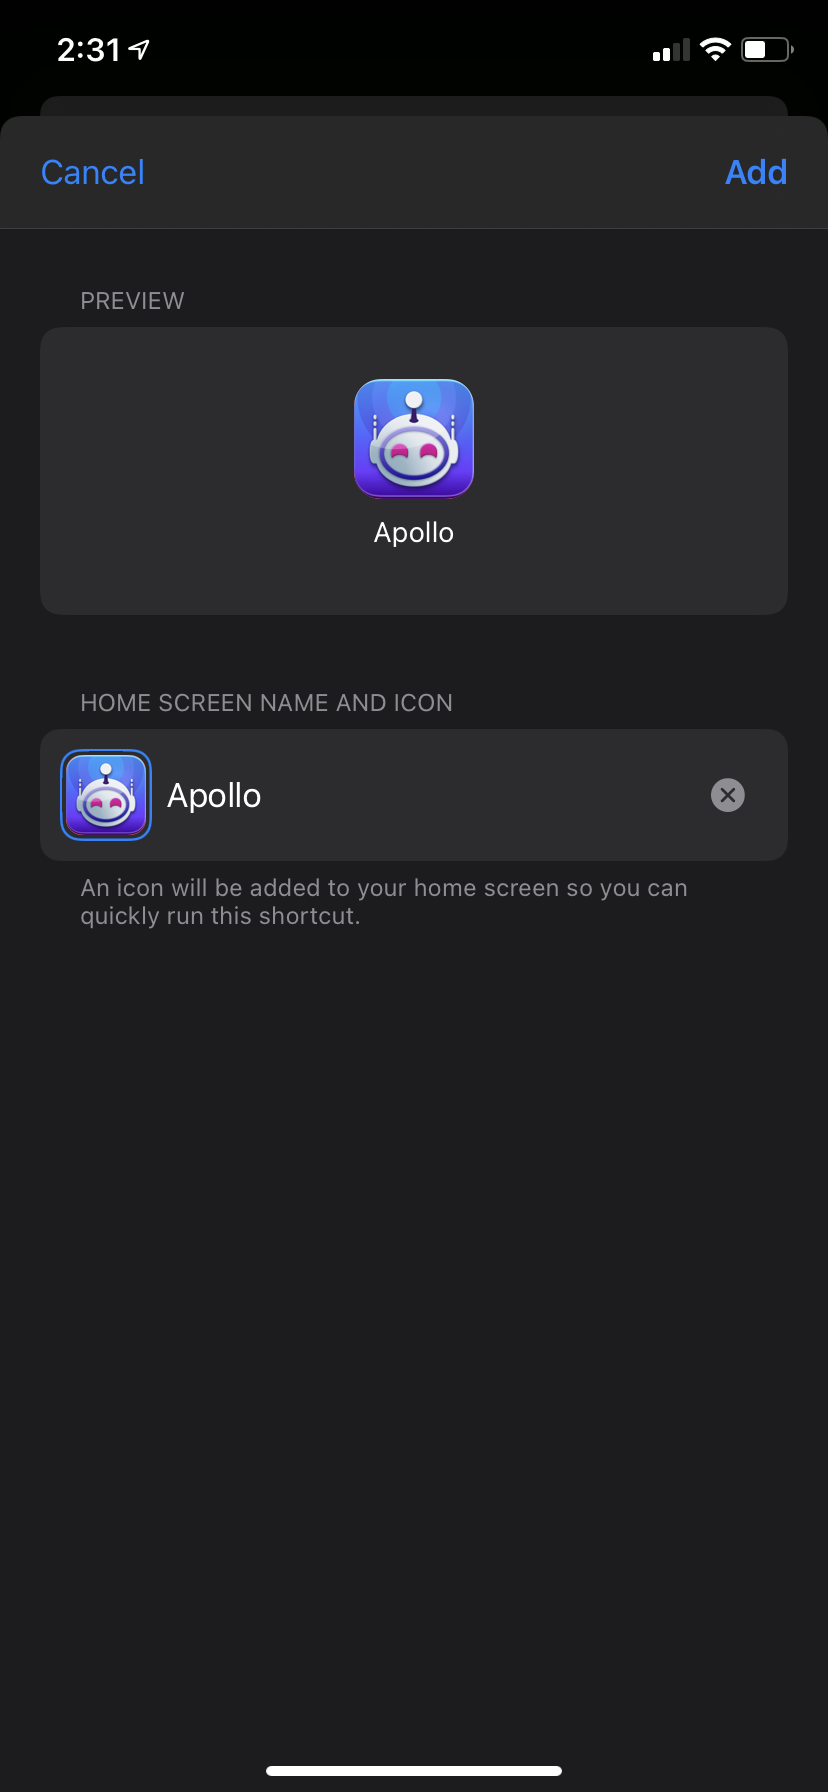 2:31
Cancel
Add
PREVIEW
Apollo
HOME SCREEN NAME AND ICON
Apollo
An icon will be added to your home screen so you can
quickly run this shortcut.